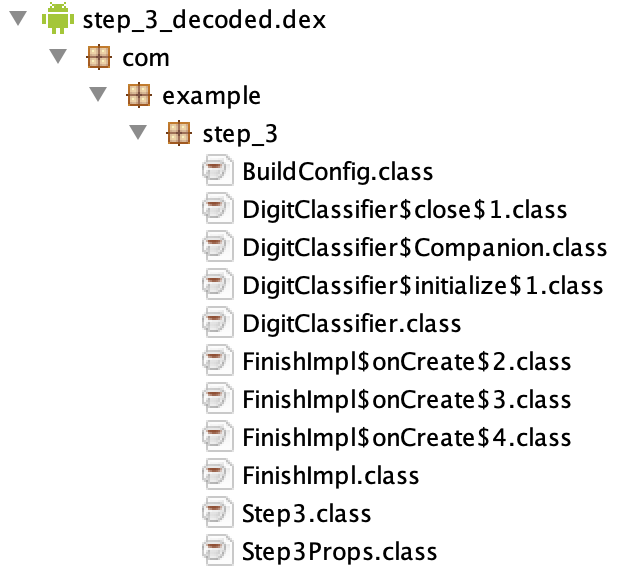 step_3_decoded.dex
com
example
step_3
BuildConfig.class
DigitClassifier$close$1.class
DigitClassifier$Companion.class
DigitClassifier$initialize$1.class
DigitClassifier.class
FinishImpl$onCreate$2.class
FinishImpl$onCreate$3.class
FinishImpl$onCreate$4.class
FinishImpl.class
Step3.class
Step3Props.class